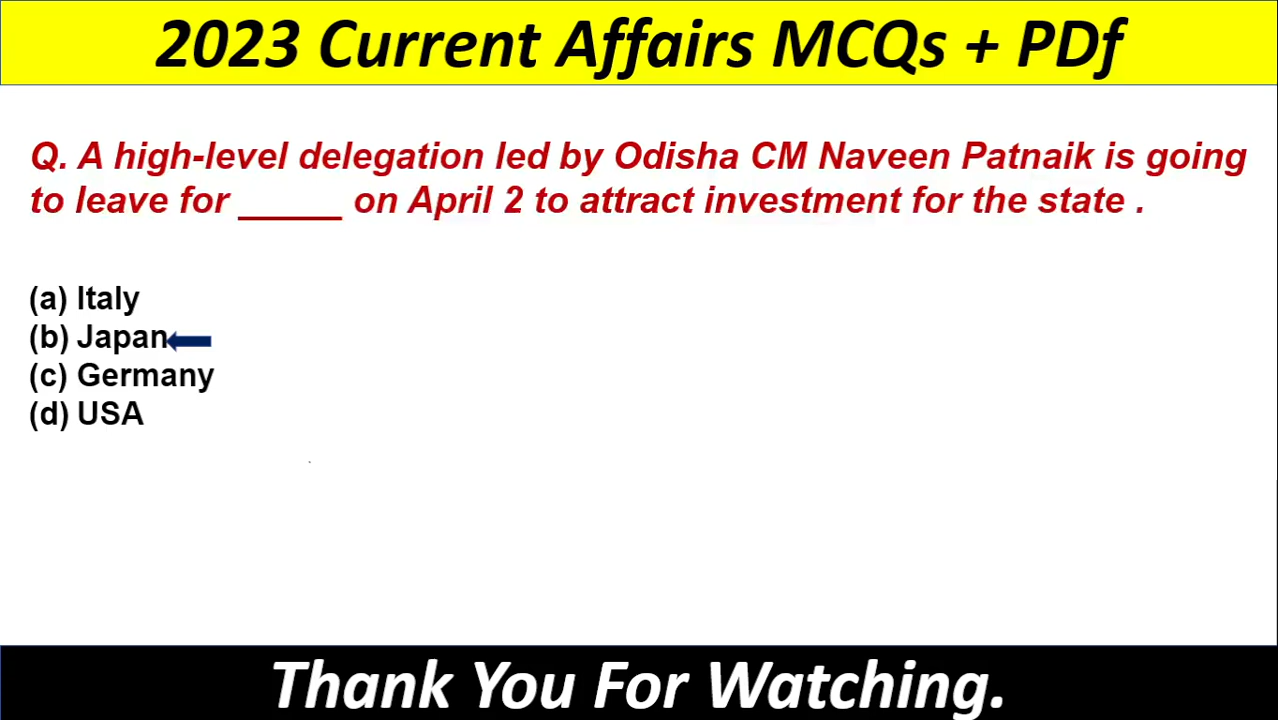 2023 Current Affairs MCQs + PDf
Q. A high-level delegation led by Odisha CM Naveen Patnaik is going
to leave for _____ on April 2 to attract investment for the state .
(a) Italy
(b) Japan
(c) Germany
(d) USA
Thank You For Watching.